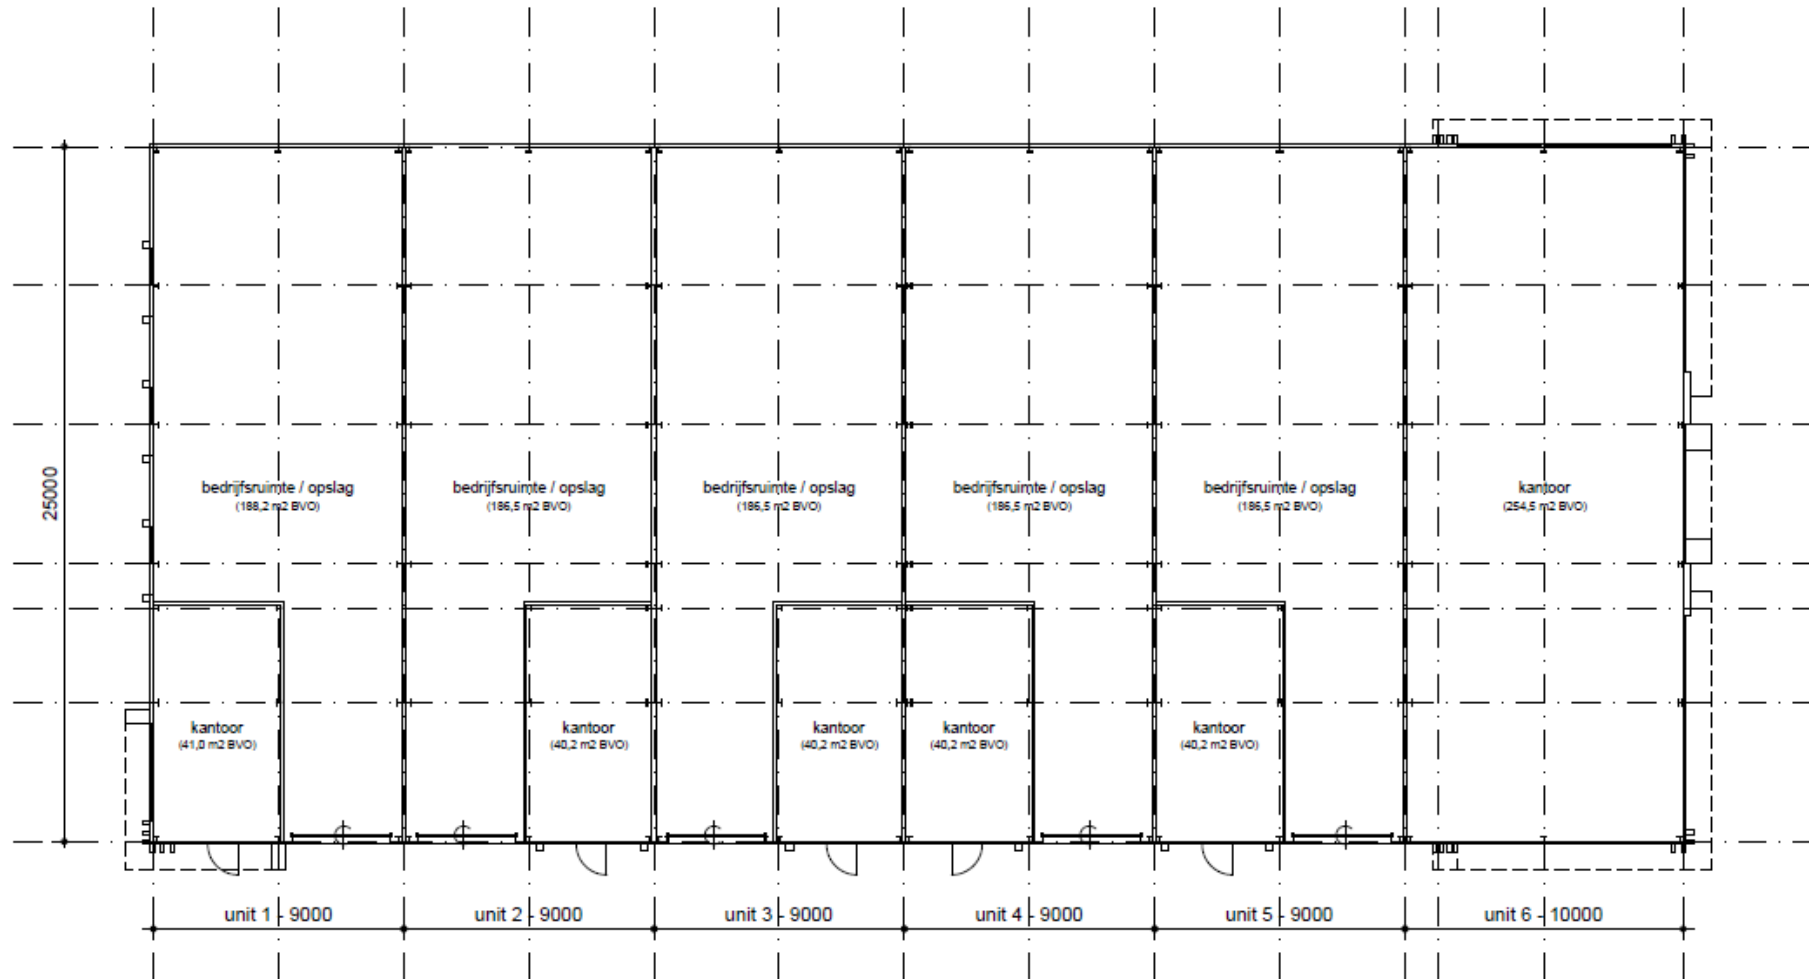 25000
bedrijfsruimte / opslag
(188,2 m2 BVO)
bedrijfsruimte / opslag
(186,5 m2 BVO)
bedrijfsruimte / opslag
(186,5 m2 BVO)
bedrijfsruimte / opslag
(186,5 m2 BVO)
bedrijfsruimte / opslag
(186,5 m2 BVO)
kantoor
(254,5 m2 BVO)
kantoor
(41,0 m2 BVO)
kantoor
(40,2 m2 BVO)
kantoor
(40,2 m2 BVO)
kantoor
(40,2 m2 BVO)
kantoor
(40,2 m2 BVO)
unit 1 - 9000
unit 2 - 9000
unit 3 - 9000
unit 4 - 9000
unit 5 - 9000
unit 6 - 10000